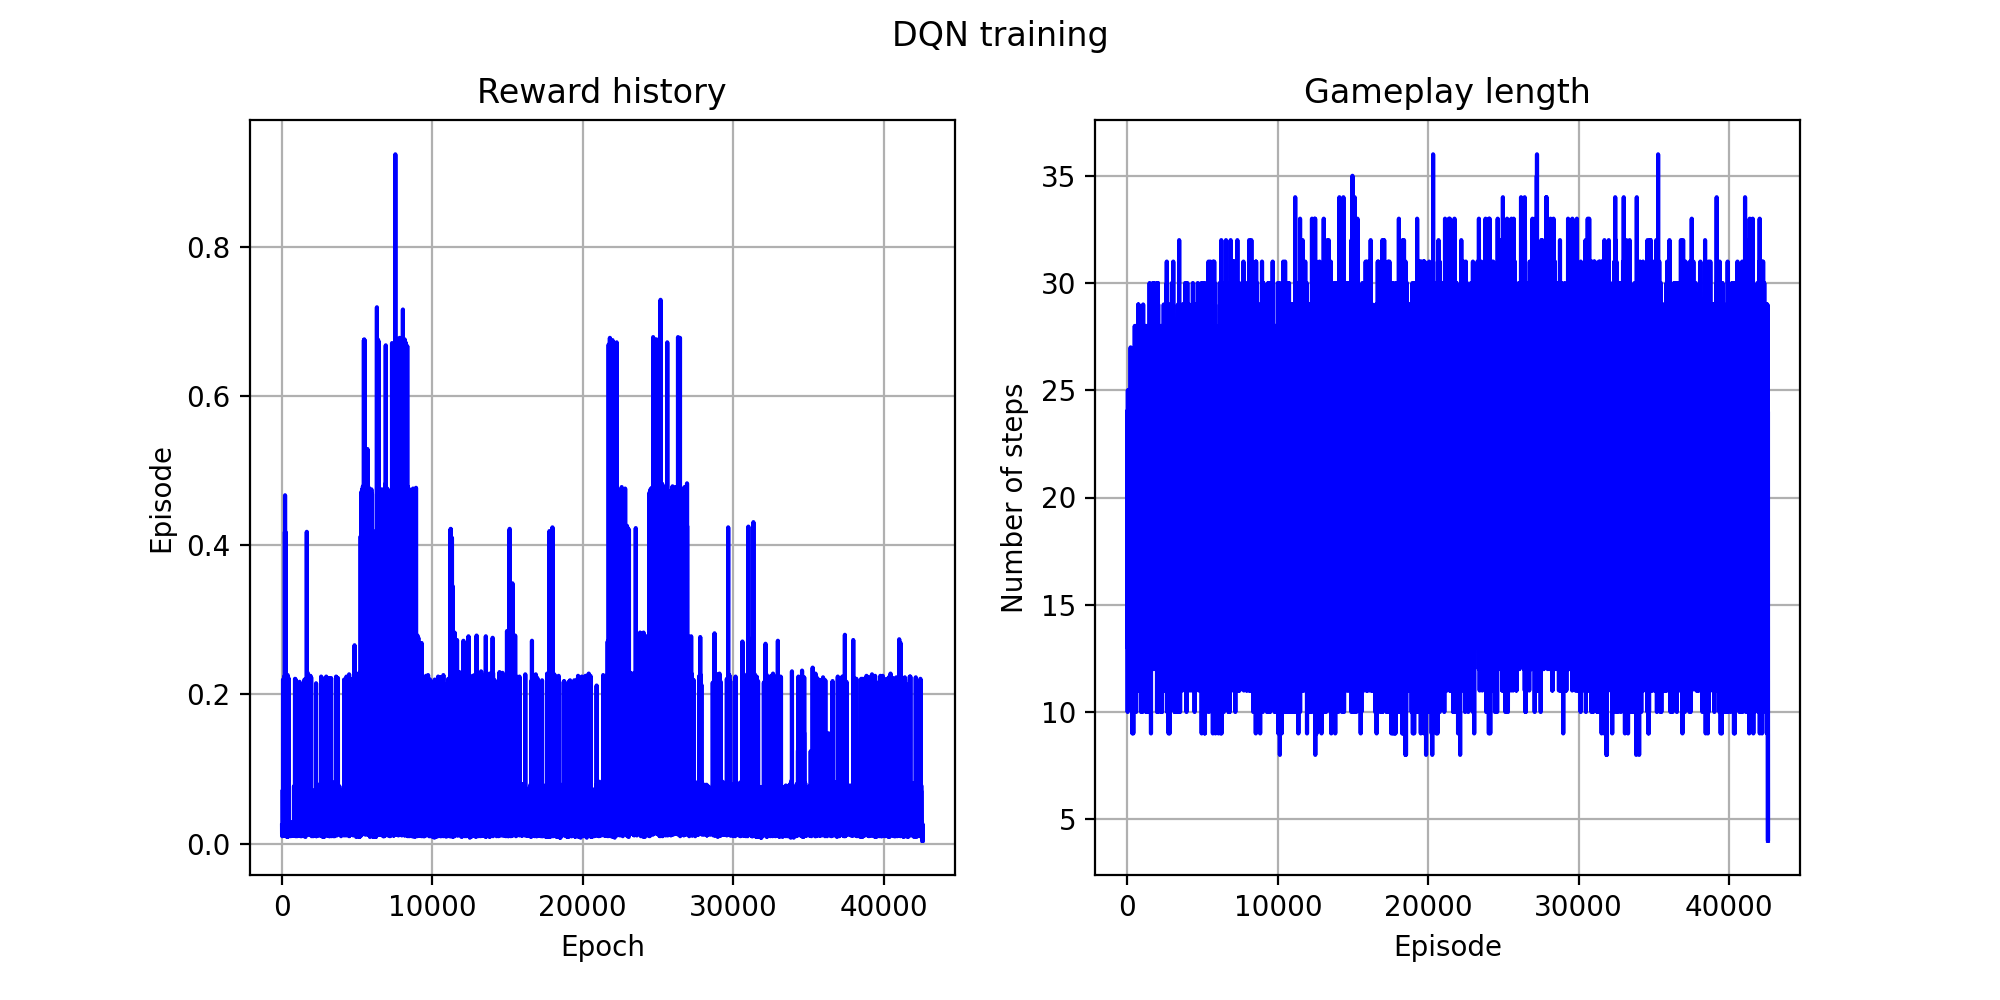 DQN training
Reward history
Episode
0.8
0.6
0.4
0.2
0.0
0 10000 20000 30000 40000
Epoch
Gameplay length
Number of steps
35
30
25
20
15
10
5
0 10000 20000 30000 40000
Episode